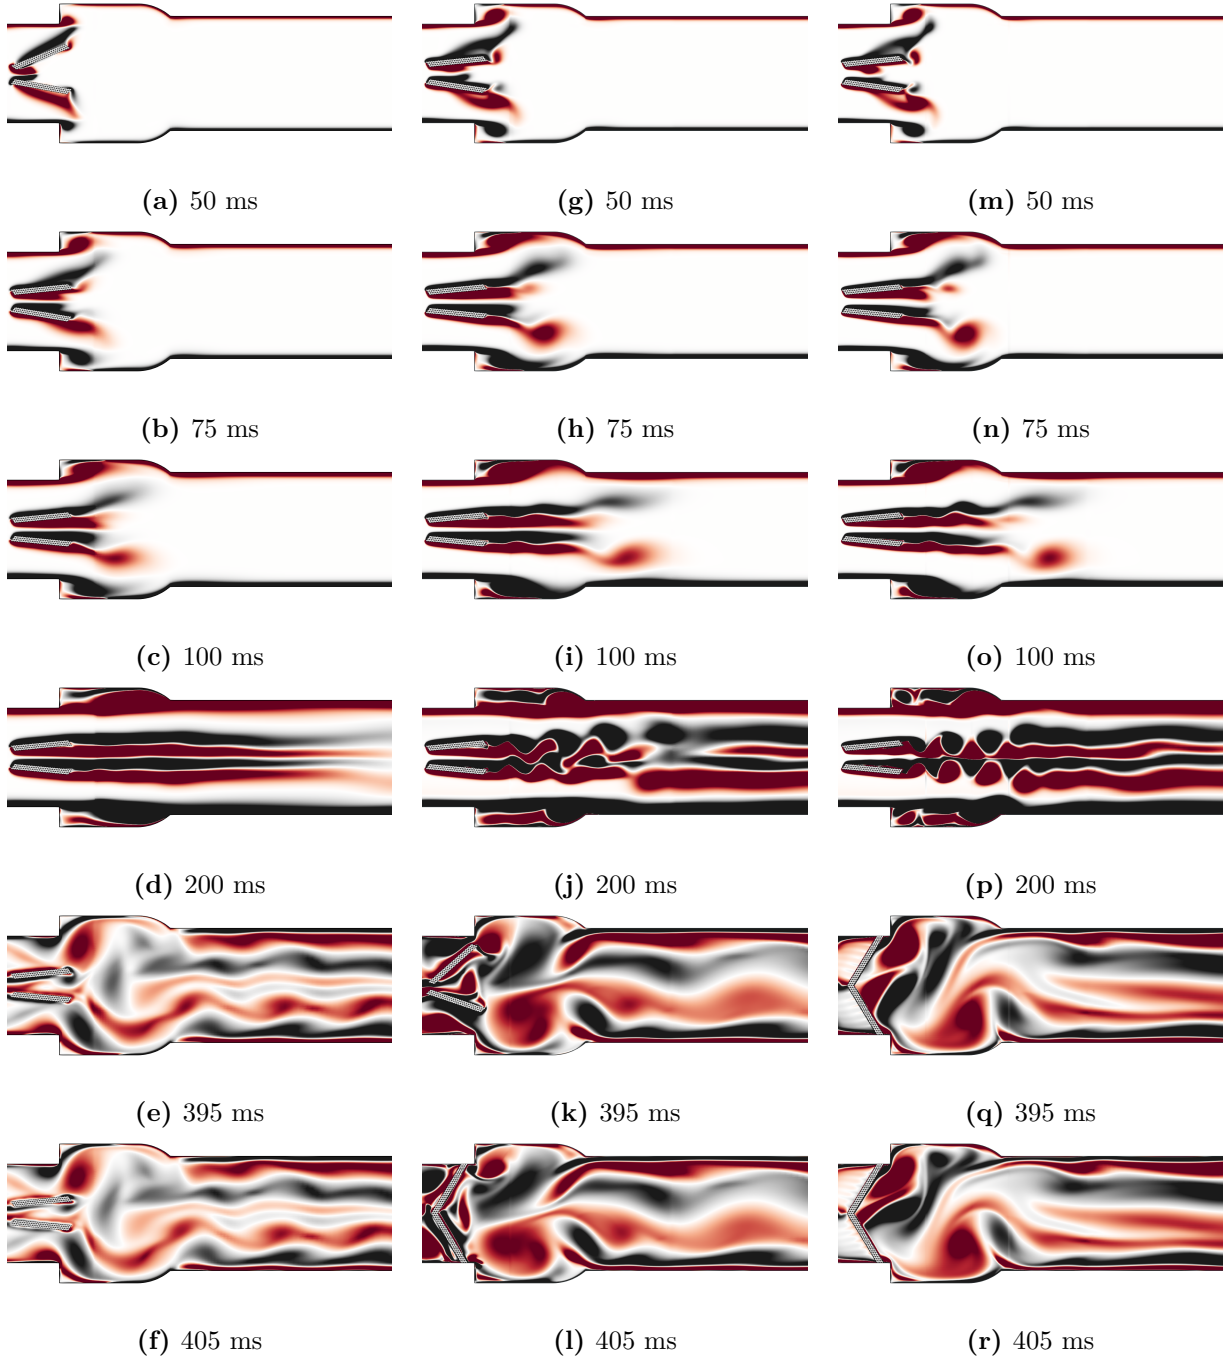 (a) 50 ms
(g) 50 ms
(m) 50 ms
(b) 75 ms
(h) 75 ms
(n) 75 ms
(c) 100 ms
(i) 100 ms
(o) 100 ms
(d) 200 ms
(j) 200 ms
(p) 200 ms
(e) 395 ms
(k) 395 ms
(q) 395 ms
(f) 405 ms
(l) 405 ms
(r) 405 ms